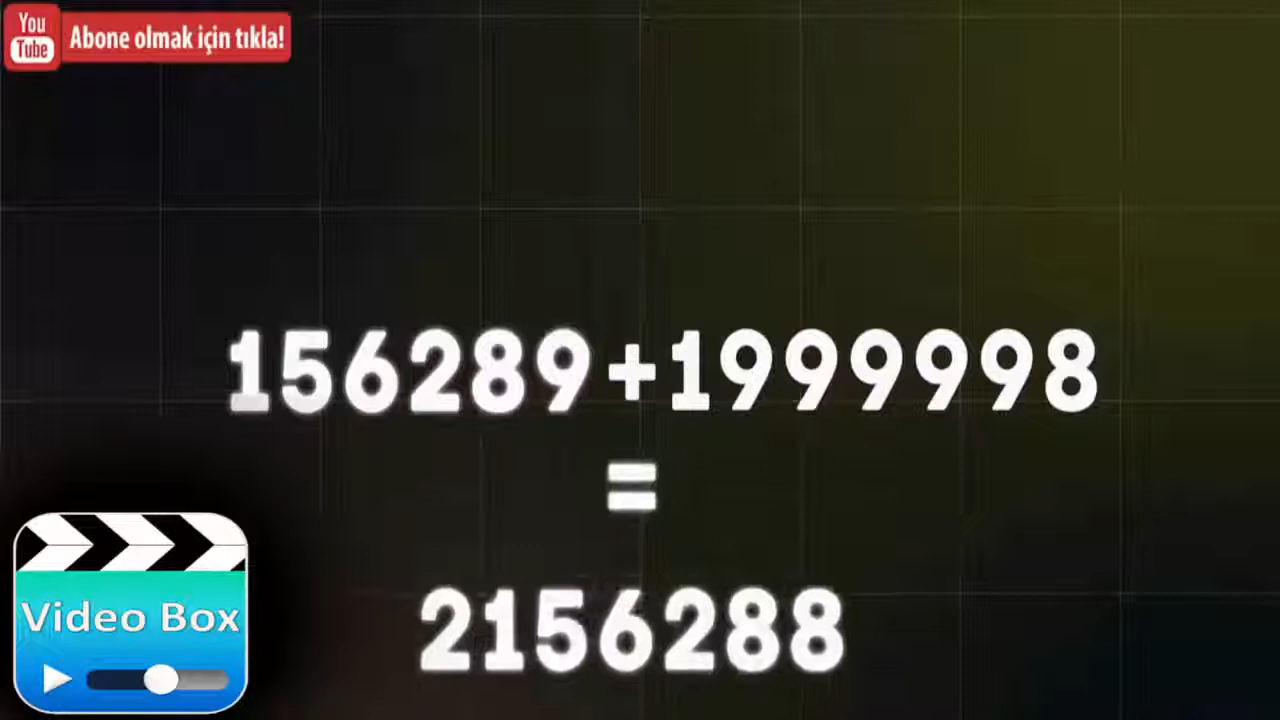 You
Tube
Abone olmak için tıkla!
156289+1999998
=
2156288
Video Box